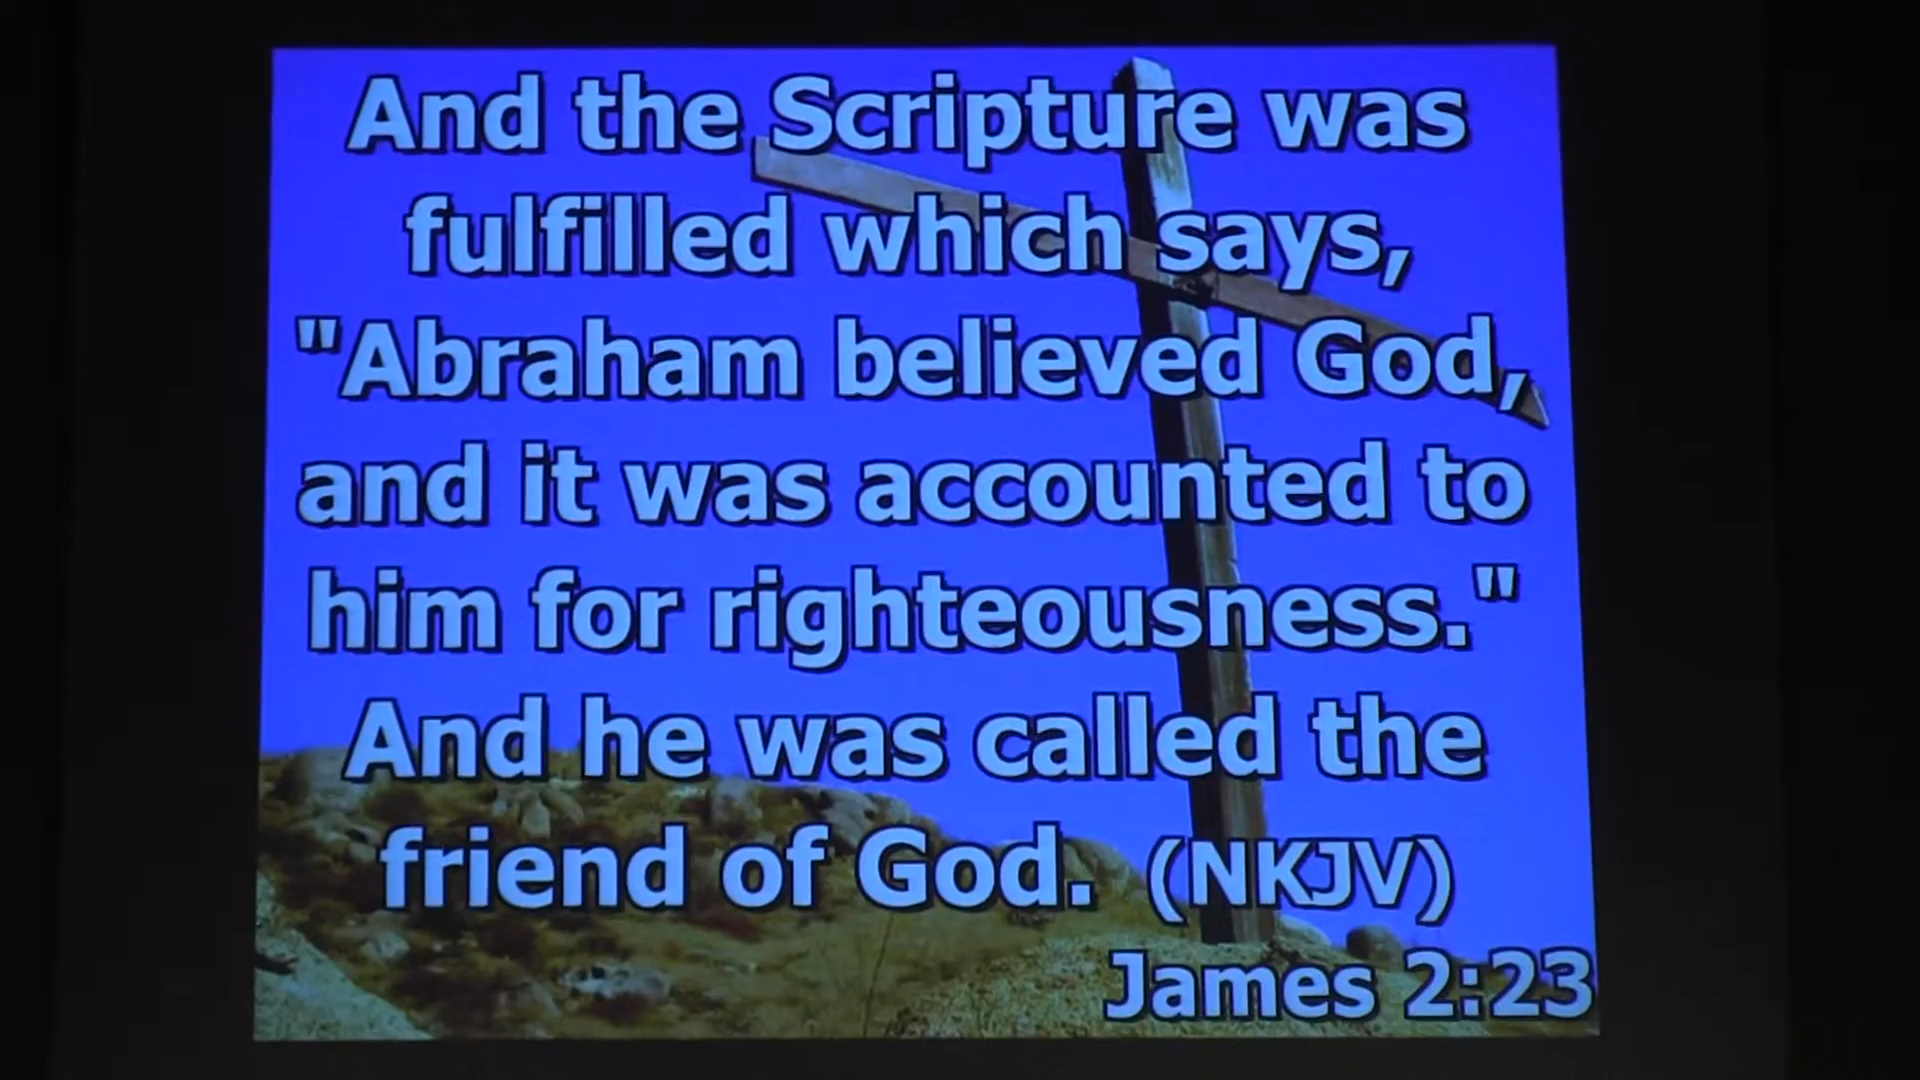 And the Scripture was
fulfilled which says,
"Abraham believed God,
and it was accounted to
him for righteousness."
And he was called the
friend of God. (NKJV)
James 2:23